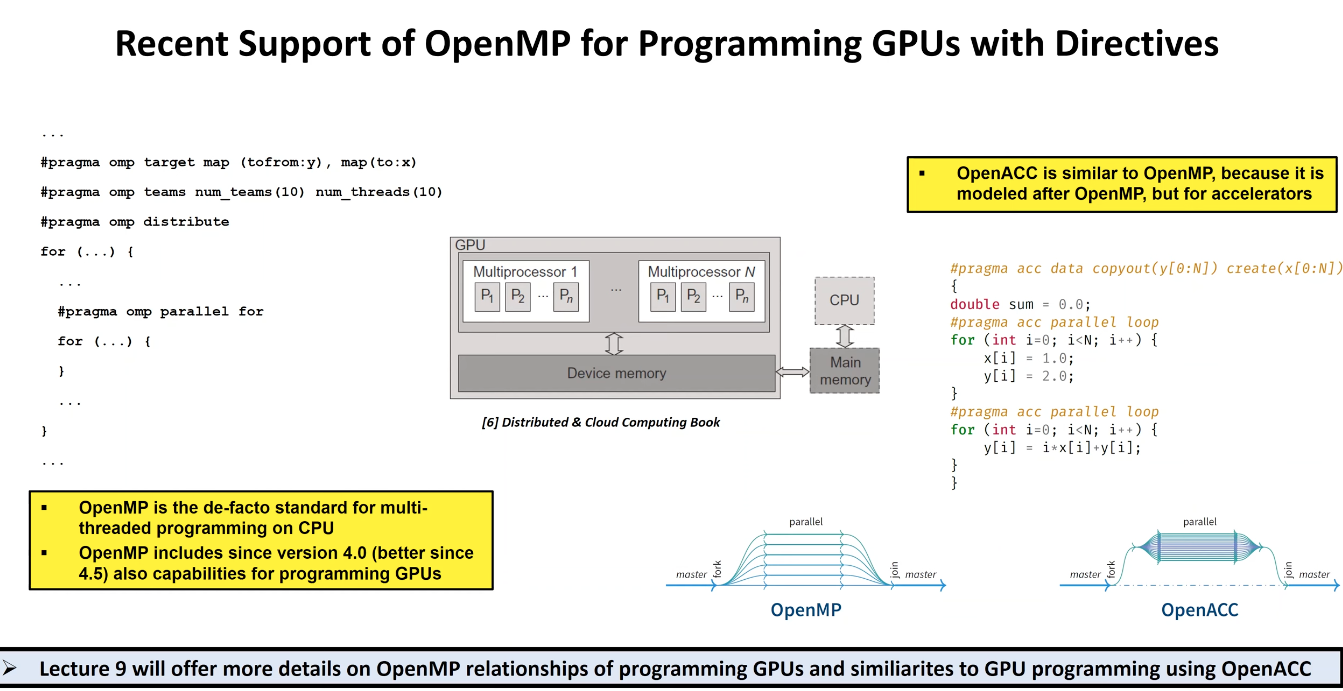 Recent Support of OpenMP for Programming GPUs with Directives
...
#pragma omp target map (tofrom:y), map(to:x)
#pragma omp teams num_teams(10) num_threads(10)
#pragma omp distribute
for (...) {
...
#pragma omp parallel for
for (...) {
}
...
}
...
▪ OpenMP is the de-facto standard for multi-
threaded programming on CPU
▪ OpenMP includes since version 4.0 (better since
4.5) also capabilities for programming GPUs
GPU
Multiprocessor 1
P1 P2 ... Pn
...
Multiprocessor N
P1 P2 ... Pn
Device memory
CPU
Main
memory
[6] Distributed & Cloud Computing Book
▪ OpenACC is similar to OpenMP, because it is
modeled after OpenMP, but for accelerators
#pragma acc data copyout(y[0:N]) create(x[0:N])
{
double sum = 0.0;
#pragma acc parallel loop
for (int i=0; i<N; i++) {
x[i] = 1.0;
y[i] = 2.0;
}
#pragma acc parallel loop
for (int i=0; i<N; i++) {
y[i] = i*x[i]+y[i];
}
}
parallel
master fork join master
OpenMP
parallel
master fork join master
OpenACC
➢ Lecture 9 will offer more details on OpenMP relationships of programming GPUs and similiarites to GPU programming using OpenACC